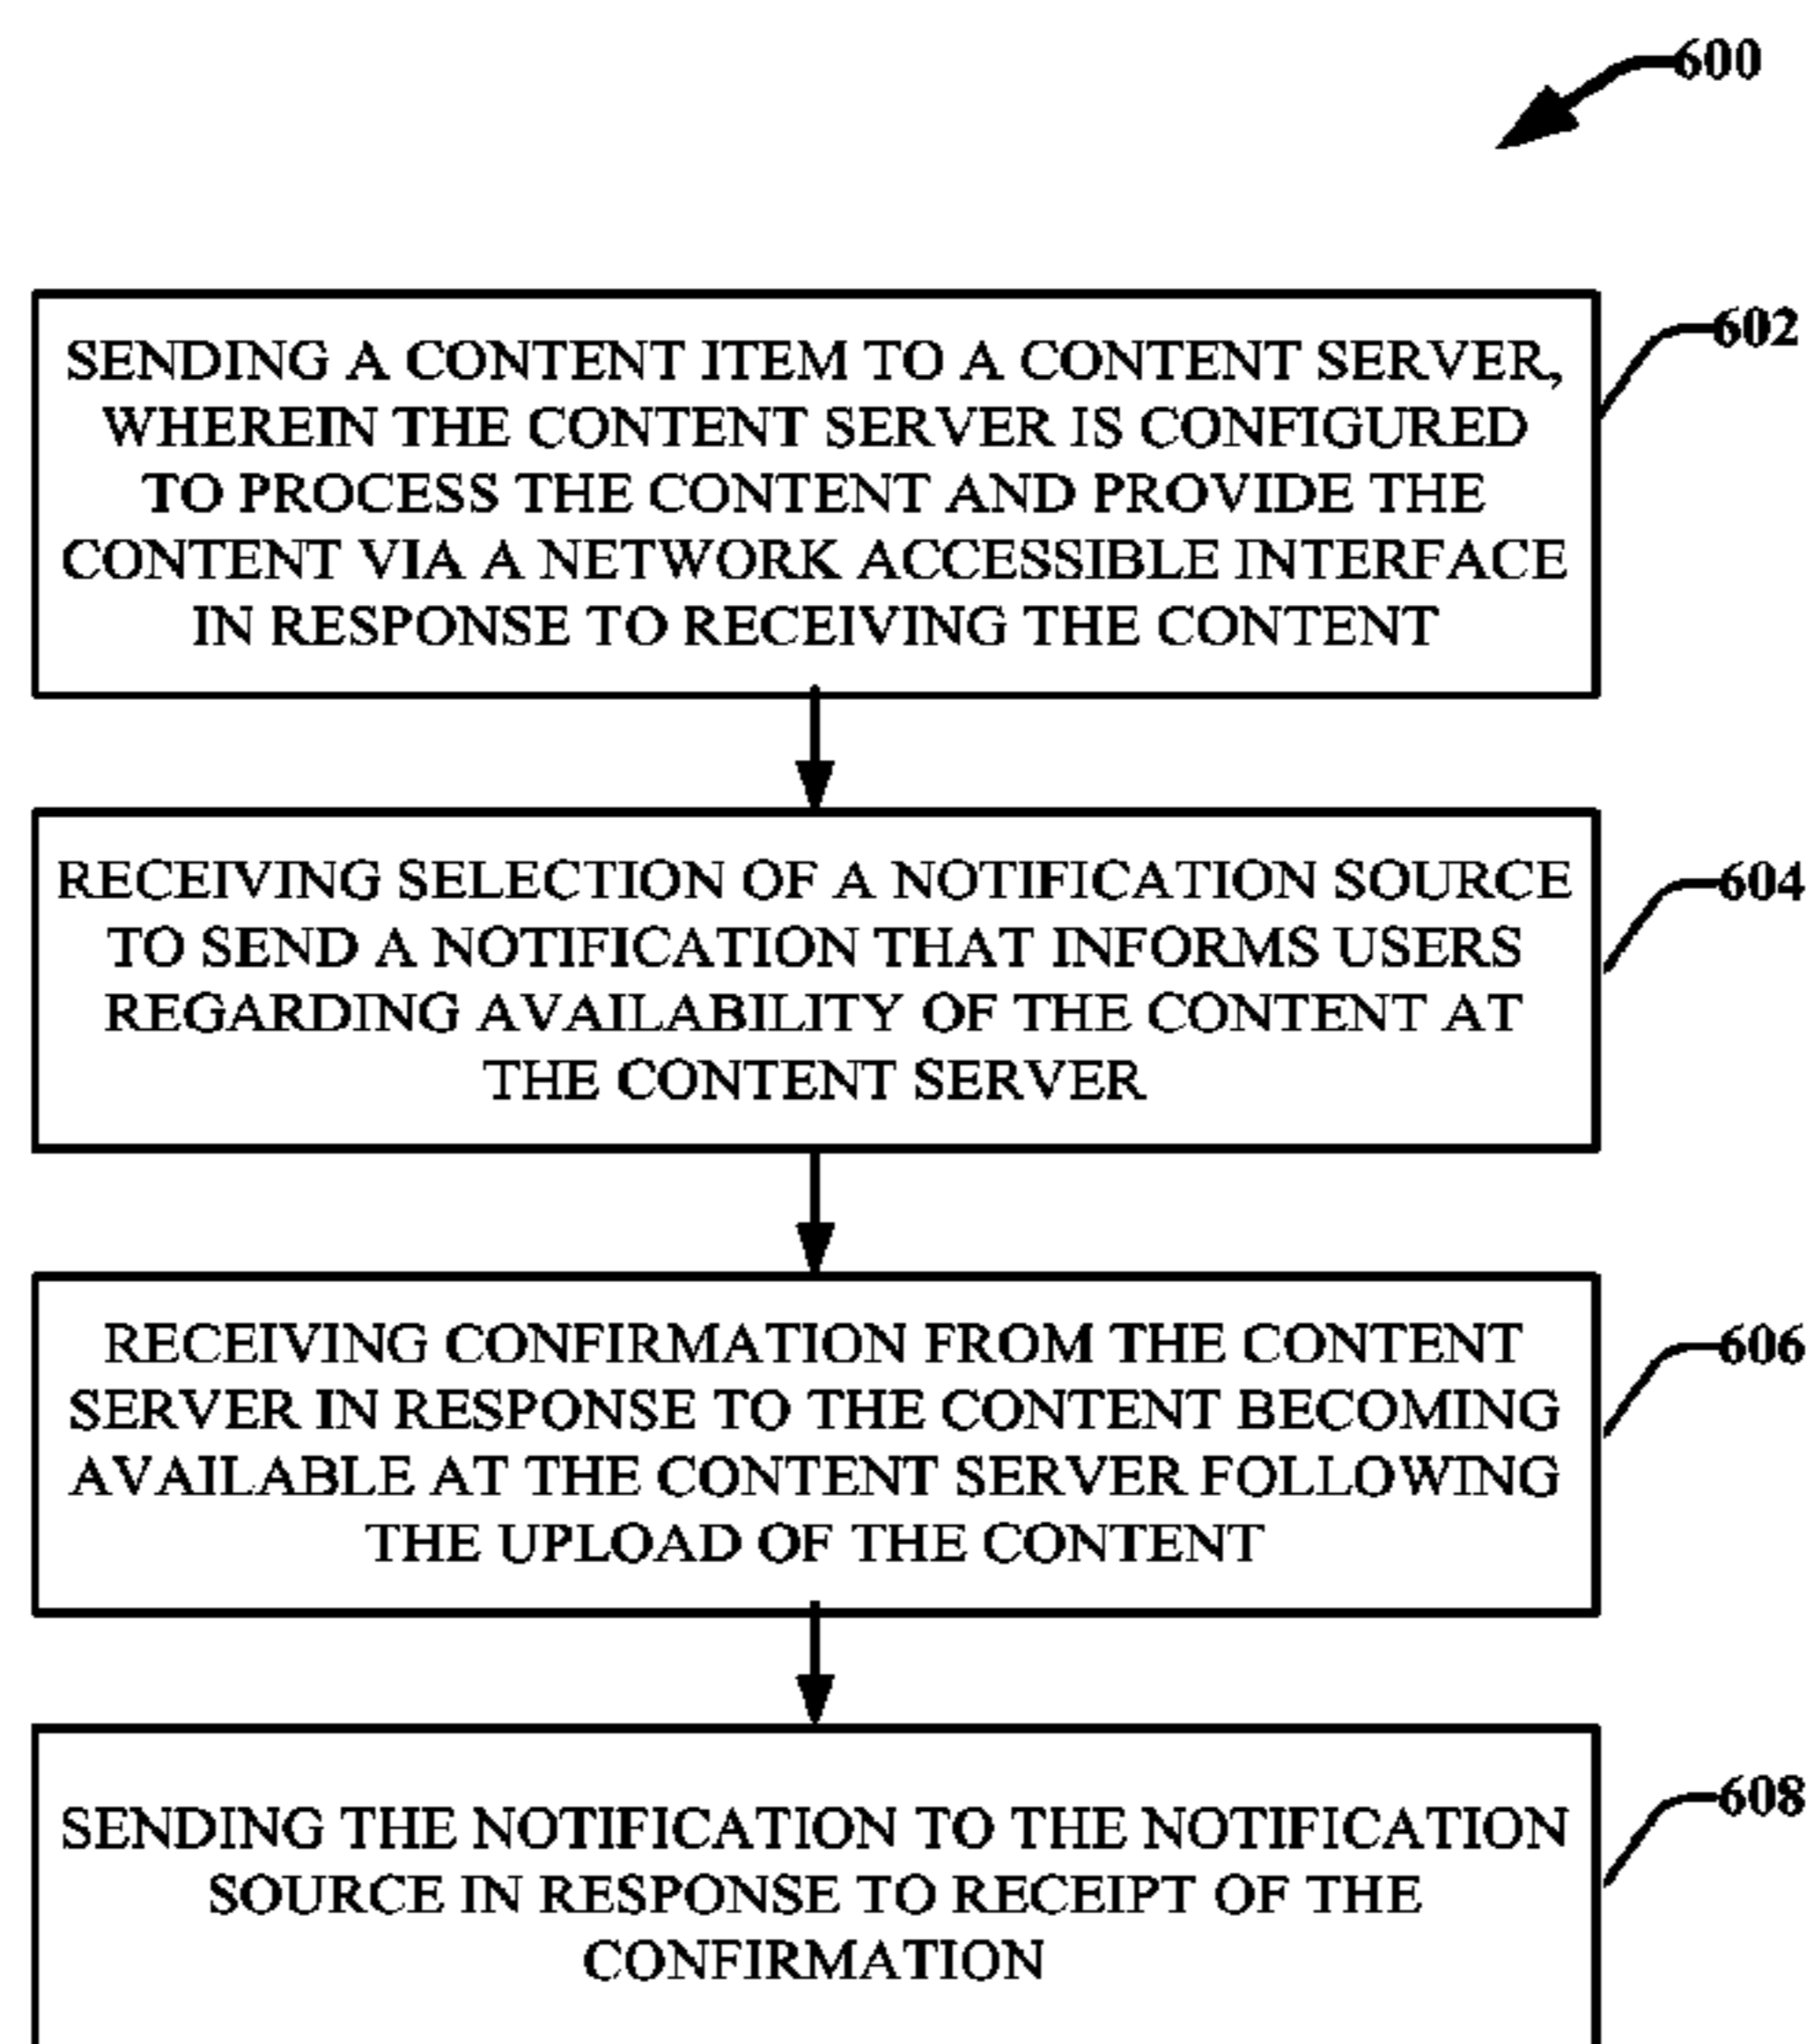 600
SENDING A CONTENT ITEM TO A CONTENT SERVER,
WHEREIN THE CONTENT SERVER IS CONFIGURED
TO PROCESS THE CONTENT AND PROVIDE THE
CONTENT VIA A NETWORK ACCESSIBLE INTERFACE
IN RESPONSE TO RECEIVING THE CONTENT
602
RECEIVING SELECTION OF A NOTIFICATION SOURCE
TO SEND A NOTIFICATION THAT INFORMS USERS
REGARDING AVAILABILITY OF THE CONTENT AT
THE CONTENT SERVER
604
RECEIVING CONFIRMATION FROM THE CONTENT
SERVER IN RESPONSE TO THE CONTENT BECOMING
AVAILABLE AT THE CONTENT SERVER FOLLOWING
THE UPLOAD OF THE CONTENT
606
SENDING THE NOTIFICATION TO THE NOTIFICATION
SOURCE IN RESPONSE TO RECEIPT OF THE
CONFIRMATION
608